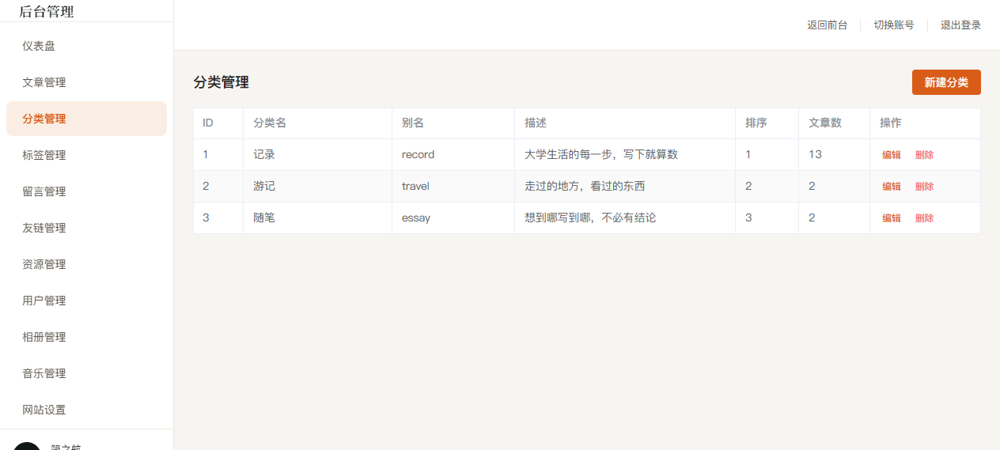 后台管理
仪表盘
文章管理
分类管理
标签管理
留言管理
友链管理
资源管理
用户管理
相册管理
音乐管理
网站设置
返回前台 切换账号 退出登录
分类管理 新建分类
ID 分类名 别名 描述 排序 文章数 操作
1 记录 record 大学生活的每一步，写下就算数 1 13 编辑 删除
2 游记 travel 走过的地方，看过的东西 2 2 编辑 删除
3 随笔 essay 想到哪写到哪，不必有结论 3 2 编辑 删除